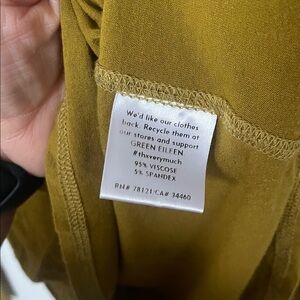 We'd like our clothes
back. Recycle them at
our stores and support
GREEN EILEEN
#thxverymuch
95% VISCOSE
5% SPANDEX
RN# 78121 CA# 34460